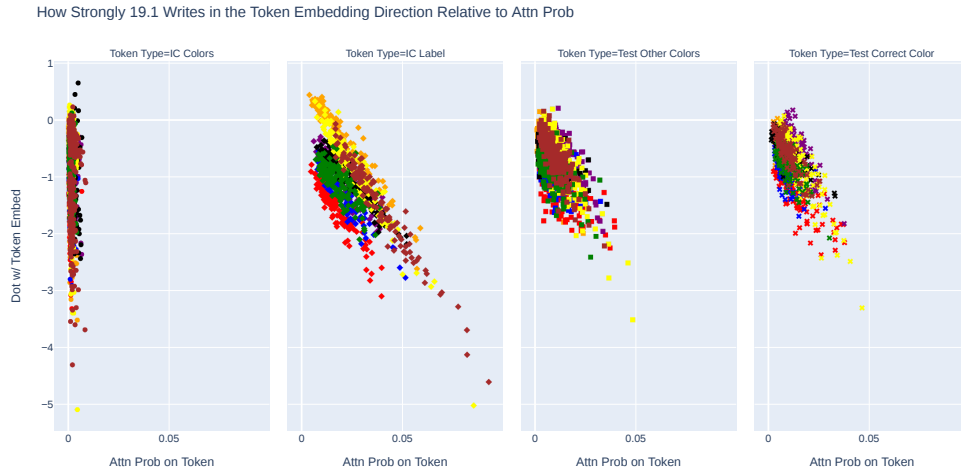 How Strongly 19.1 Writes in the Token Embedding Direction Relative to Attn Prob
Token Type=IC Colors
Token Type=IC Label
Token Type=Test Other Colors
Token Type=Test Correct Color
Dot w/ Token Embed
1
0
−1
−2
−3
−4
−5
0
0.05
0
0.05
0
0.05
0
0.05
Attn Prob on Token
Attn Prob on Token
Attn Prob on Token
Attn Prob on Token